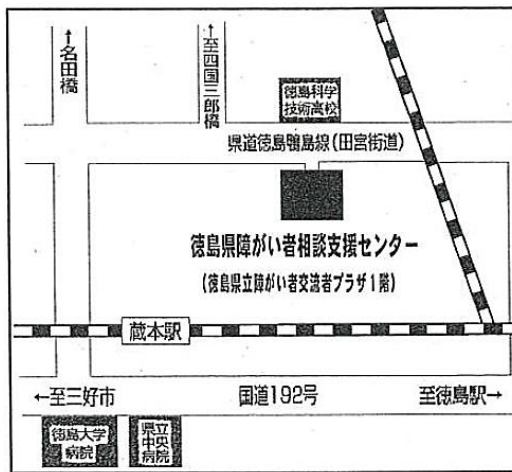 ↑名田橋
↑至四国三郎橋
徳島科学
技術高校
県道徳島鴨島線(田宮街道)
徳島県障がい者相談支援センター
(徳島県立障がい者交流者プラザ1階)
蔵本駅
←至三好市
国道192号
至徳島駅→
徳島大学
病院
県立
中央
病院